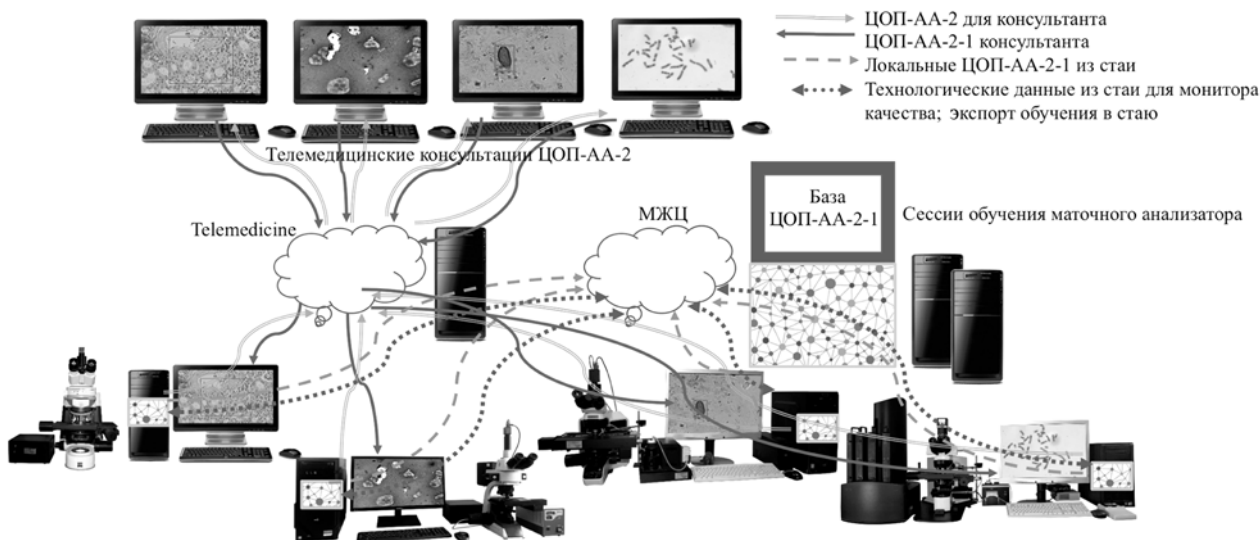 ЦОП-АА-2 для консультанта
ЦОП-АА-2-1 консультанта
Локальные ЦОП-АА-2-1 из стаи
Технологические данные из стаи для монитора
качества; экспорт обучения в стаю
Телемедицинские консультации ЦОП-АА-2
Telemedicine
МЖЦ
База
ЦОП-АА-2-1
Сессии обучения маточного анализатора